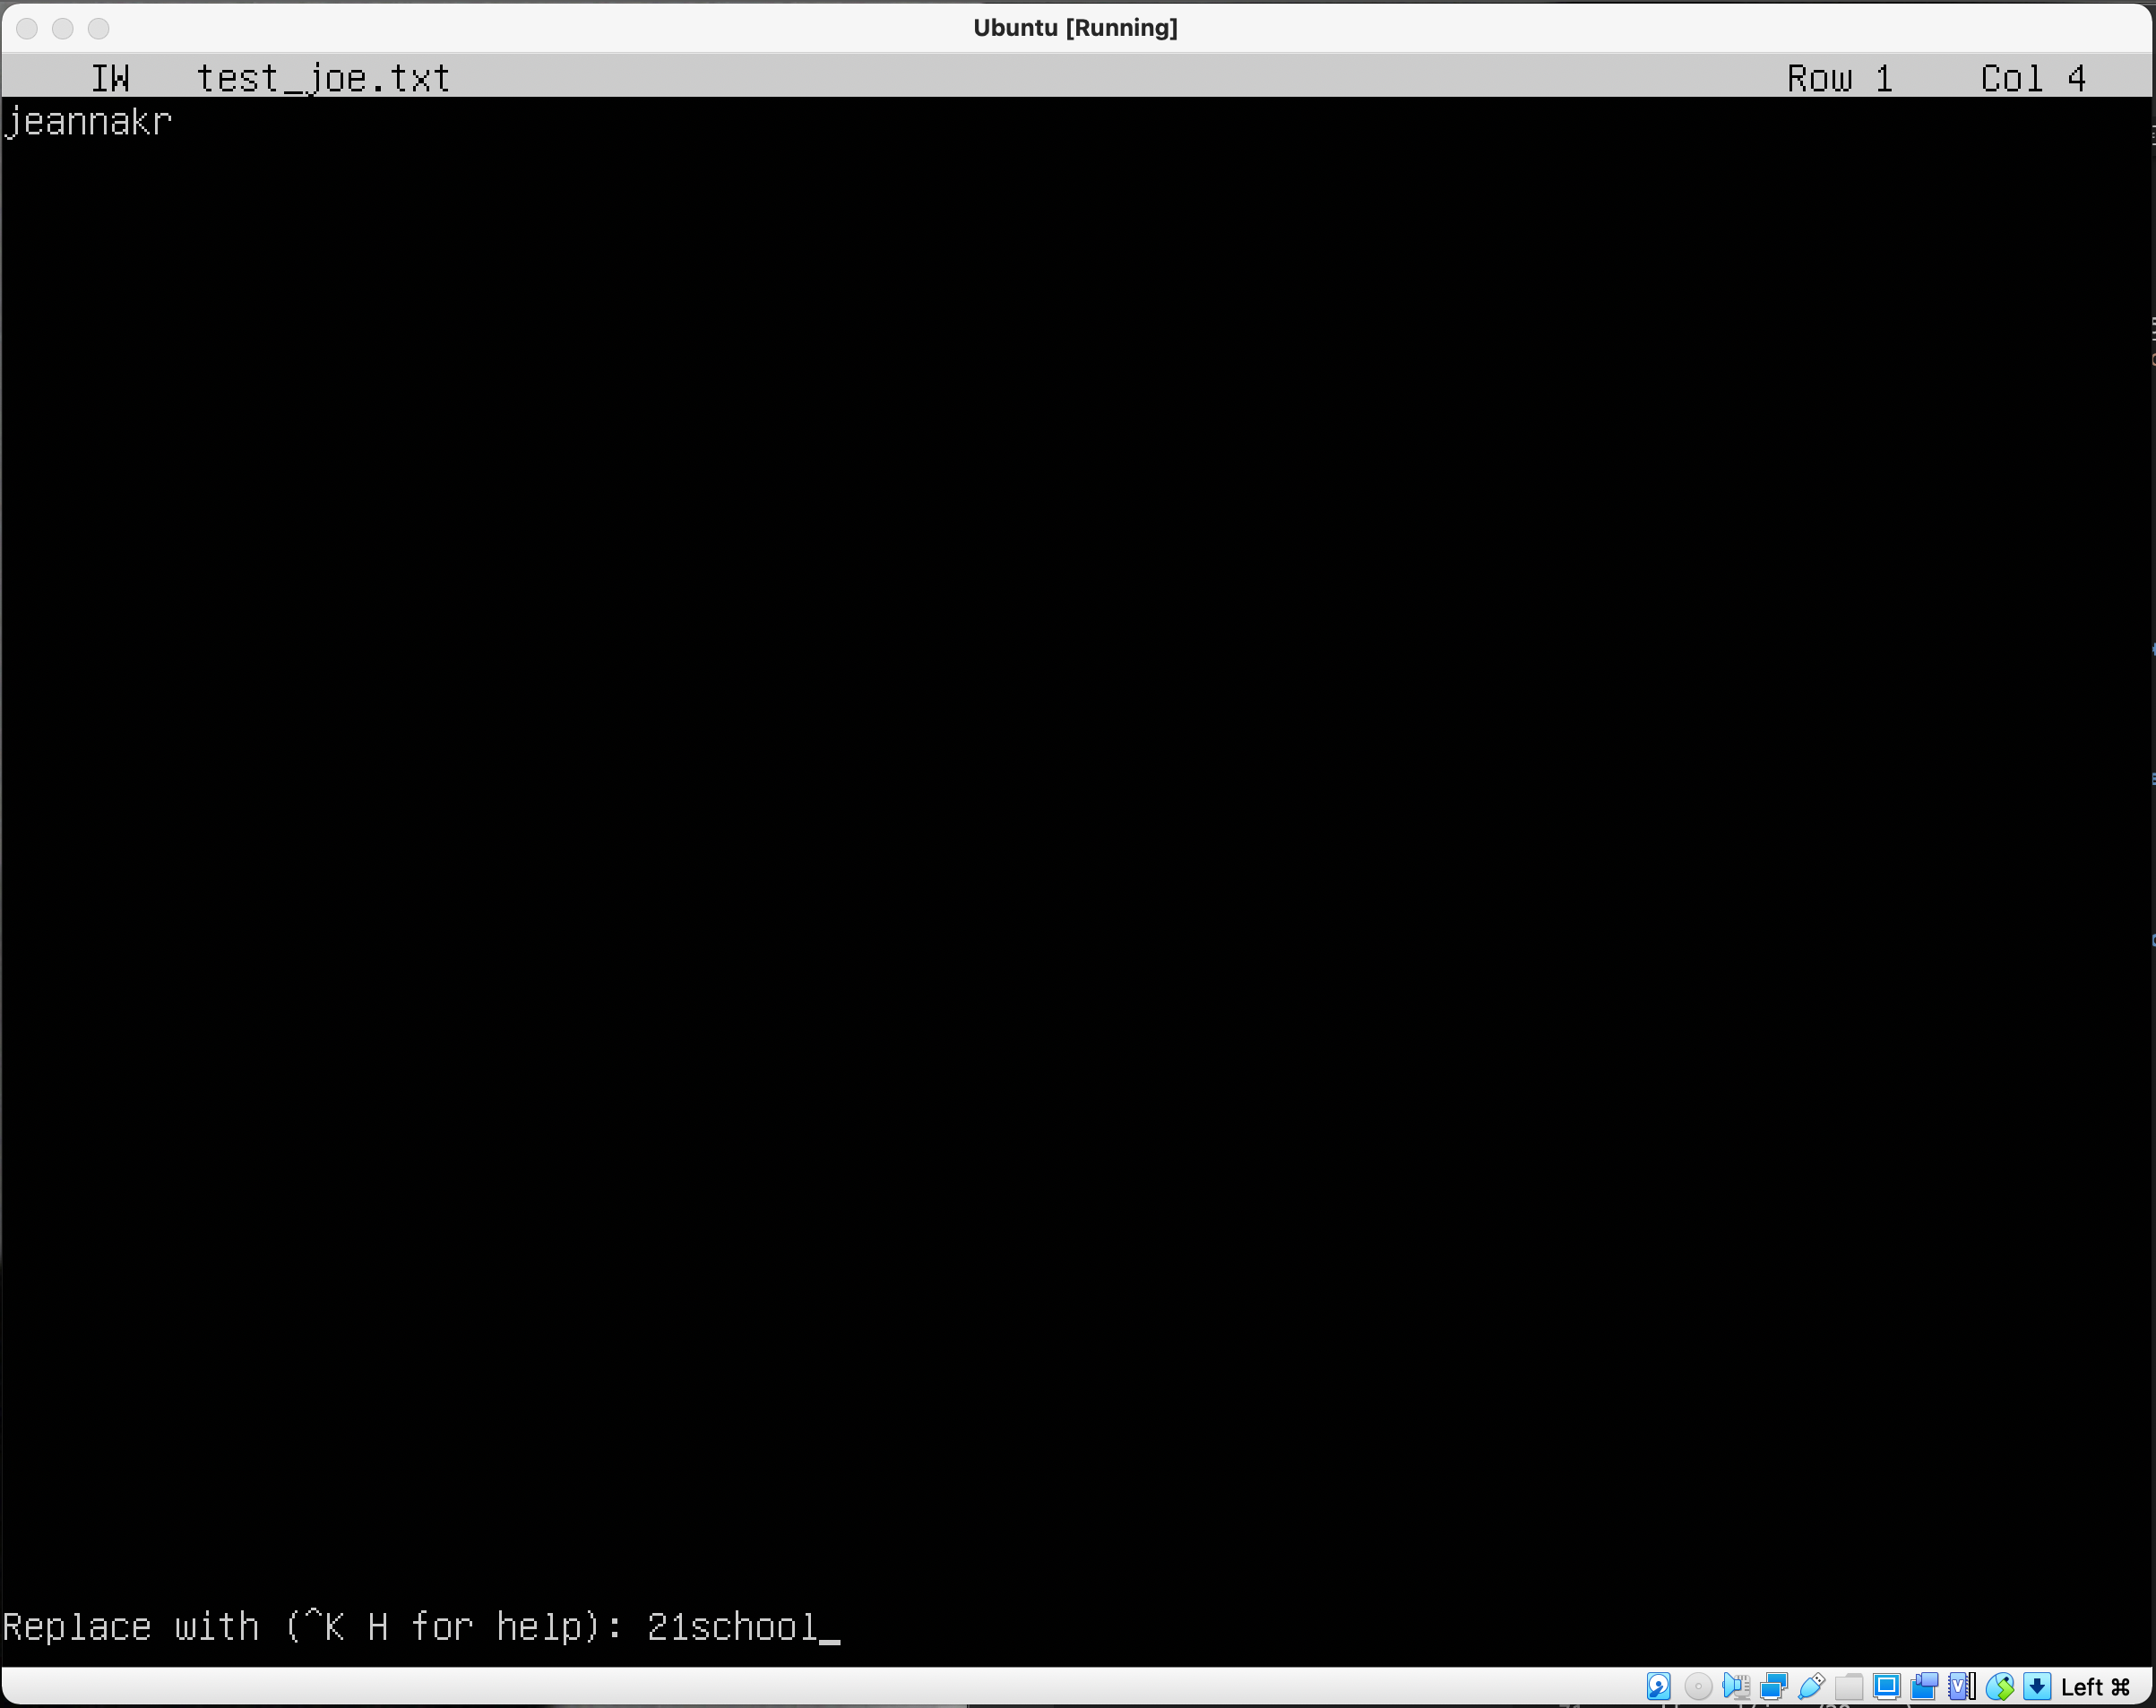 Ubuntu [Running]
IW test_joe.txt Row 1 Col 4
jeannakr
Replace with (^K H for help): 21school_
Left ⌘